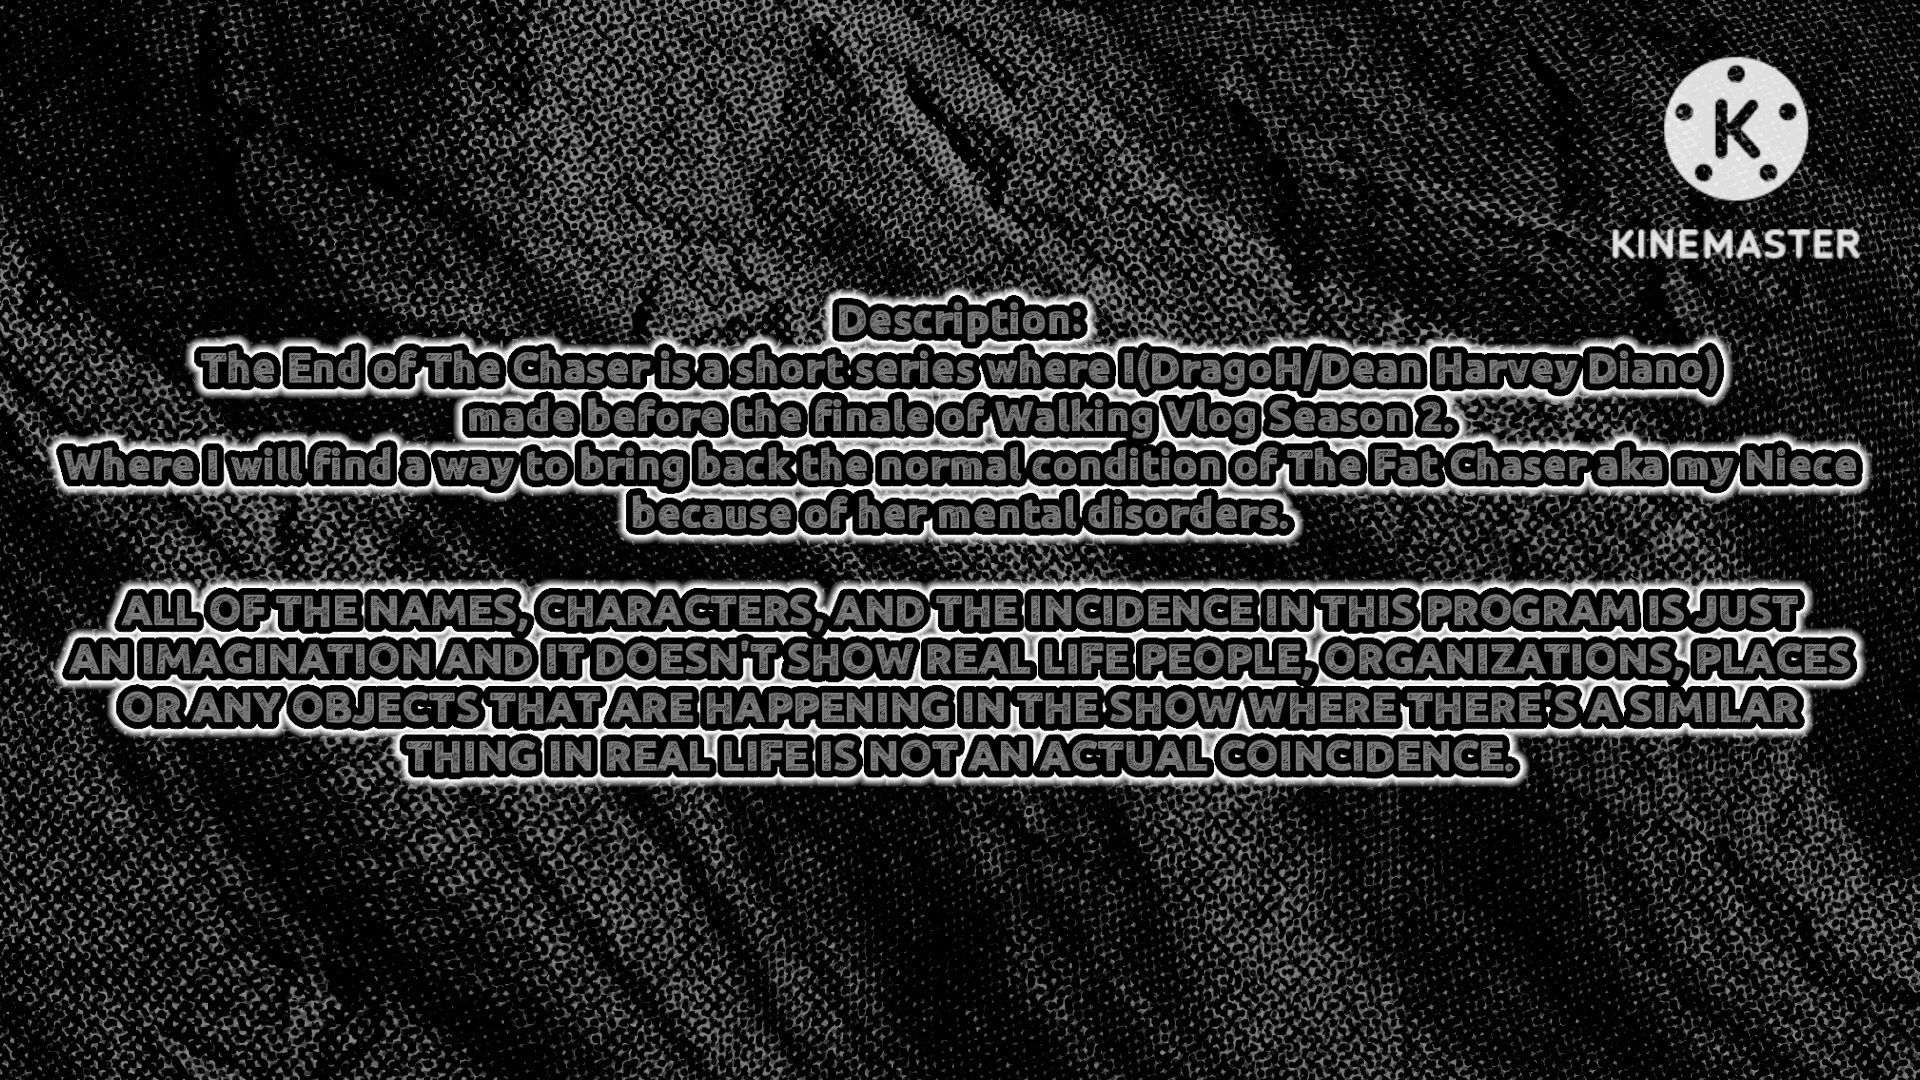 K
KINEMASTER
Description:
The End of The Chaser is a short series where I(DragoH/Dean Harvey Diano)
made before the finale of Walking Vlog Season 2.
Where I will find a way to bring back the normal condition of The Fat Chaser aka my Niece
because of her mental disorders.
ALL OF THE NAMES, CHARACTERS, AND THE INCIDENCE IN THIS PROGRAM IS JUST
AN IMAGINATION AND IT DOESN'T SHOW REAL LIFE PEOPLE, ORGANIZATIONS, PLACES
OR ANY OBJECTS THAT ARE HAPPENING IN THE SHOW WHERE THERE'S A SIMILAR
THING IN REAL LIFE IS NOT AN ACTUAL COINCIDENCE.